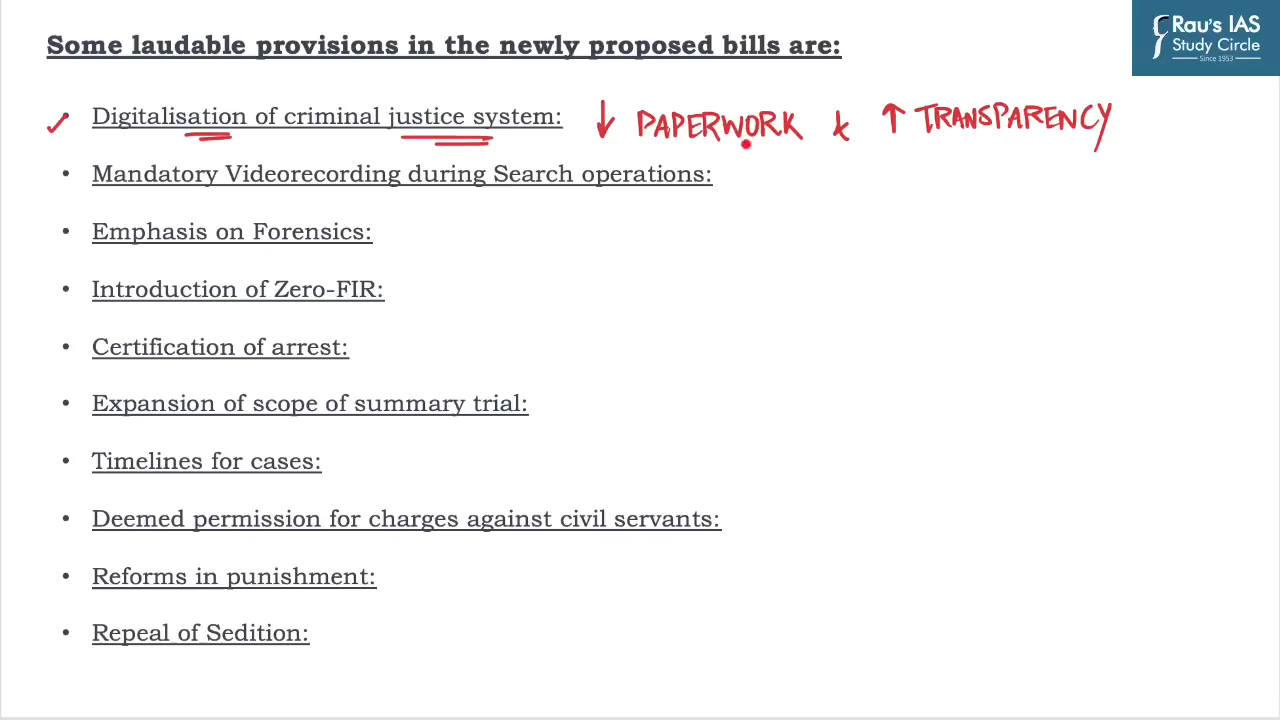 Some laudable provisions in the newly proposed bills are:
Rau's IAS
Study Circle
Since 1953
• Digitalisation of criminal justice system: ↓ PAPERWORK & ↑ TRANSPARENCY
• Mandatory Videorecording during Search operations:
• Emphasis on Forensics:
• Introduction of Zero-FIR:
• Certification of arrest:
• Expansion of scope of summary trial:
• Timelines for cases:
• Deemed permission for charges against civil servants:
• Reforms in punishment:
• Repeal of Sedition: